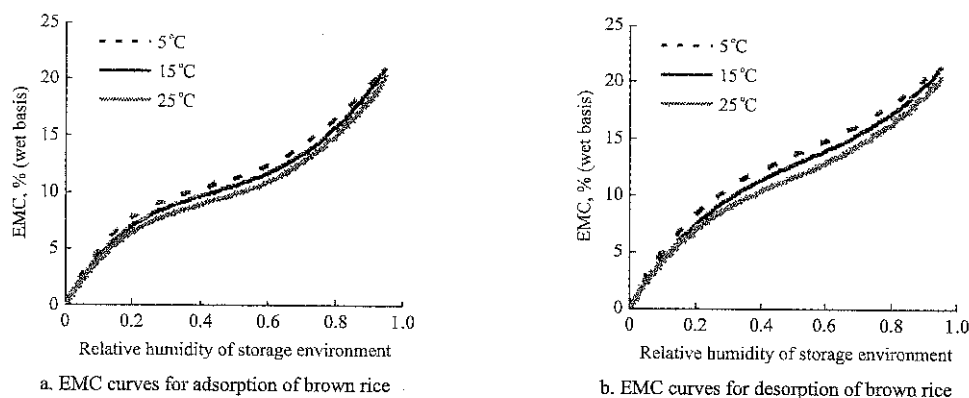 25
20
15
10
5
0
EMC, % (wet basis)
5°C
15°C
25°C
0
0.2
0.4
0.6
0.8
1.0
Relative humidity of storage environment
a. EMC curves for adsorption of brown rice
25
20
15
10
5
0
EMC, % (wet basis)
5°C
15°C
25°C
0
0.2
0.4
0.6
0.8
1.0
Relative humidity of storage environment
b. EMC curves for desorption of brown rice